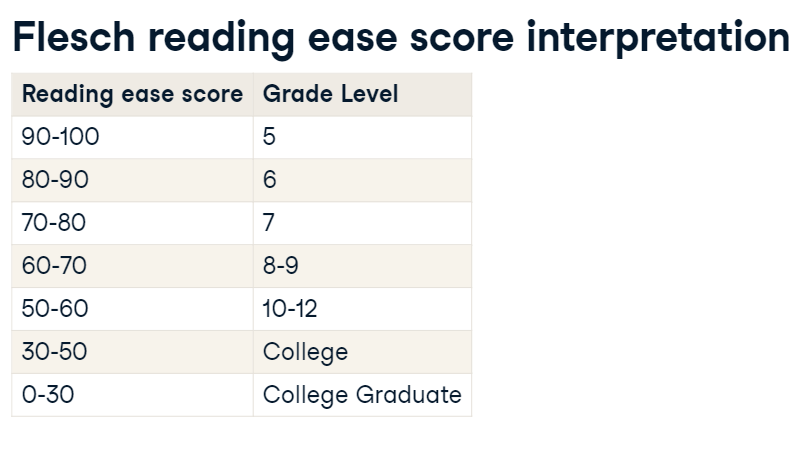 Flesch reading ease score interpretation
Reading ease score Grade Level
90-100 5
80-90 6
70-80 7
60-70 8-9
50-60 10-12
30-50 College
0-30 College Graduate